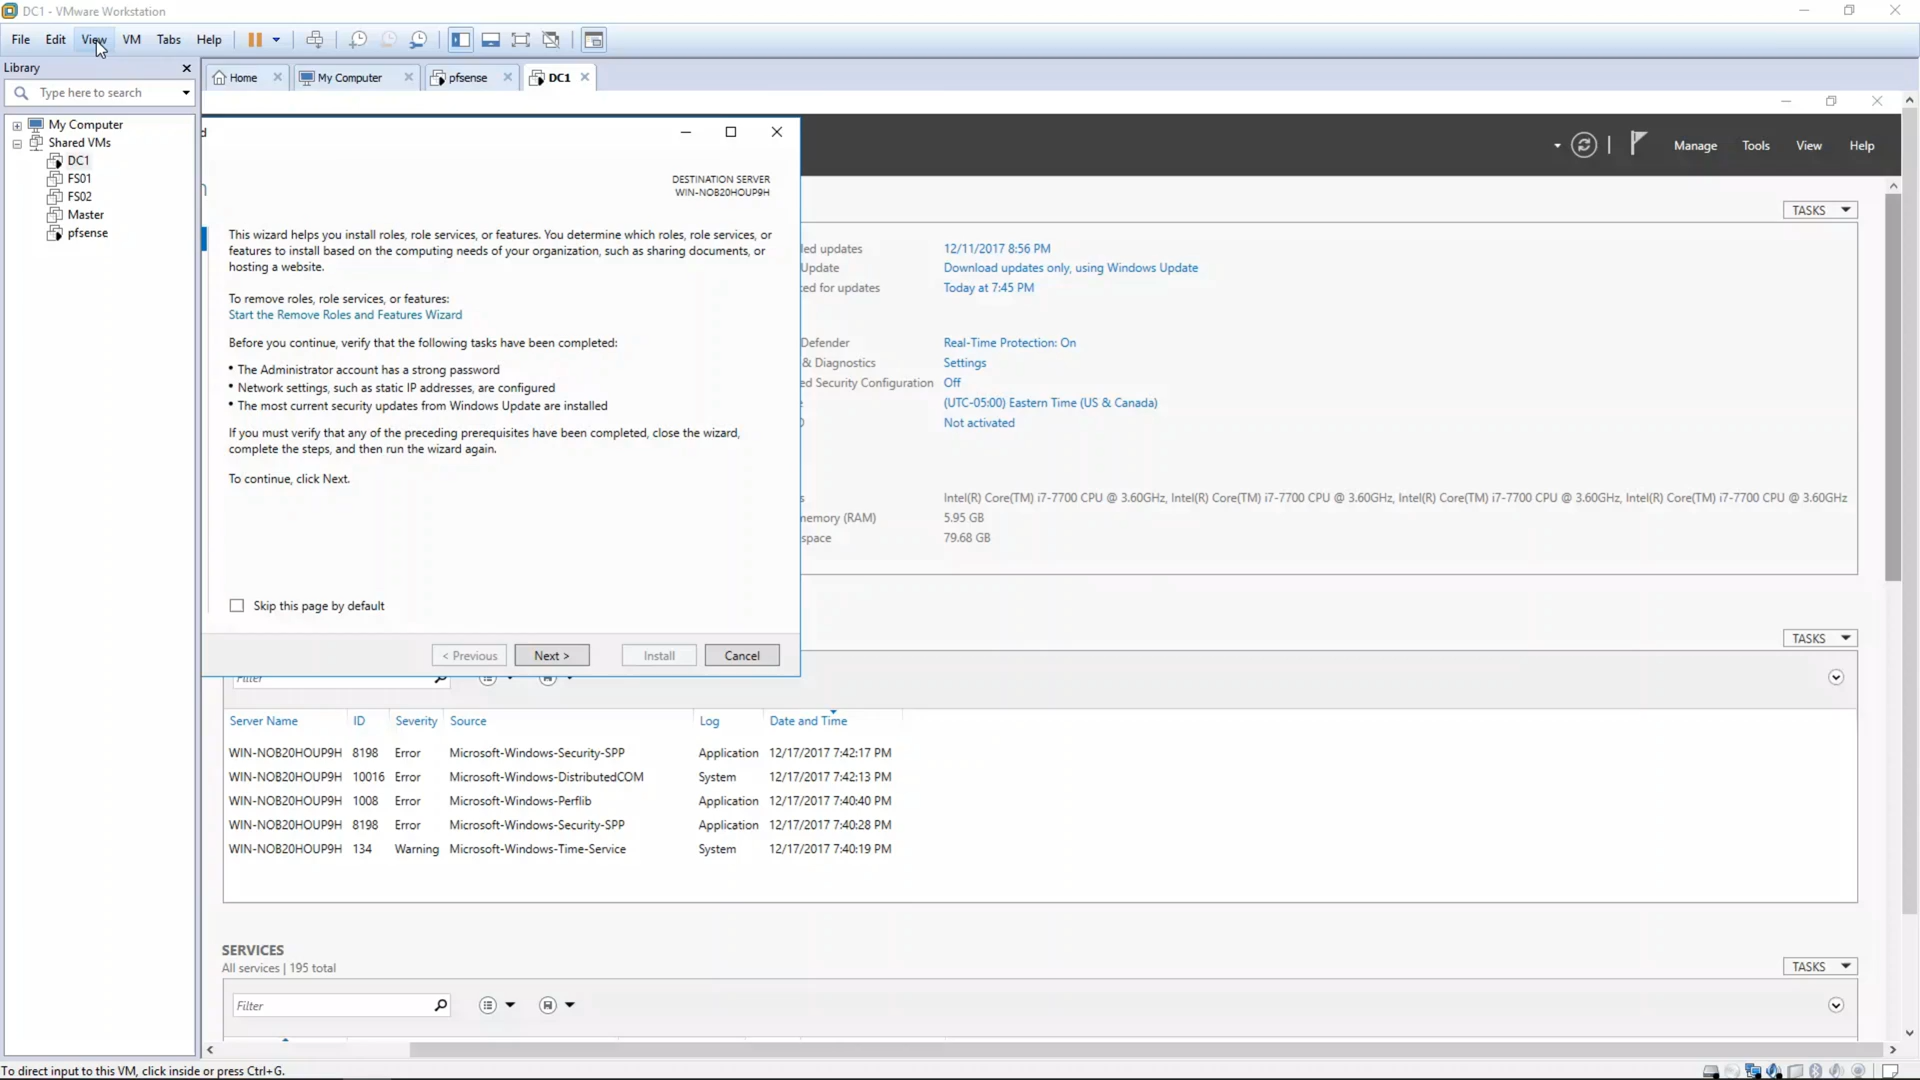 DC1 - VMware Workstation
File Edit View VM Tabs Help
Library
Type here to search
My Computer
Shared VMs
DC1
FS01
FS02
Master
pfsense
Home My Computer pfsense DC1
Manage Tools View Help
DESTINATION SERVER
WIN-NOB20HOUP9H
This wizard helps you install roles, role services, or features. You determine which roles, role services, or
features to install based on the computing needs of your organization, such as sharing documents, or
hosting a website.
To remove roles, role services, or features:
Start the Remove Roles and Features Wizard
Before you continue, verify that the following tasks have been completed:
• The Administrator account has a strong password
• Network settings, such as static IP addresses, are configured
• The most current security updates from Windows Update are installed
If you must verify that any of the preceding prerequisites have been completed, close the wizard,
complete the steps, and then run the wizard again.
To continue, click Next.
Skip this page by default
< Previous Next > Install Cancel
TASKS
led updates 12/11/2017 8:56 PM
Update Download updates only, using Windows Update
ed for updates Today at 7:45 PM
Defender Real-Time Protection: On
& Diagnostics Settings
ed Security Configuration Off
(UTC-05:00) Eastern Time (US & Canada)
Not activated
s Intel(R) Core(TM) i7-7700 CPU @ 3.60GHz, Intel(R) Core(TM) i7-7700 CPU @ 3.60GHz, Intel(R) Core(TM) i7-7700 CPU @ 3.60GHz, Intel(R) Core(TM) i7-7700 CPU @ 3.60GHz
memory (RAM) 5.95 GB
space 79.68 GB
TASKS
Filter
Server Name ID Severity Source Log Date and Time
WIN-NOB20HOUP9H 8198 Error Microsoft-Windows-Security-SPP Application 12/17/2017 7:42:17 PM
WIN-NOB20HOUP9H 10016 Error Microsoft-Windows-DistributedCOM System 12/17/2017 7:42:13 PM
WIN-NOB20HOUP9H 1008 Error Microsoft-Windows-Perflib Application 12/17/2017 7:40:40 PM
WIN-NOB20HOUP9H 8198 Error Microsoft-Windows-Security-SPP Application 12/17/2017 7:40:28 PM
WIN-NOB20HOUP9H 134 Warning Microsoft-Windows-Time-Service System 12/17/2017 7:40:19 PM
SERVICES
All services | 195 total
TASKS
Filter
To direct input to this VM, click inside or press Ctrl+G.